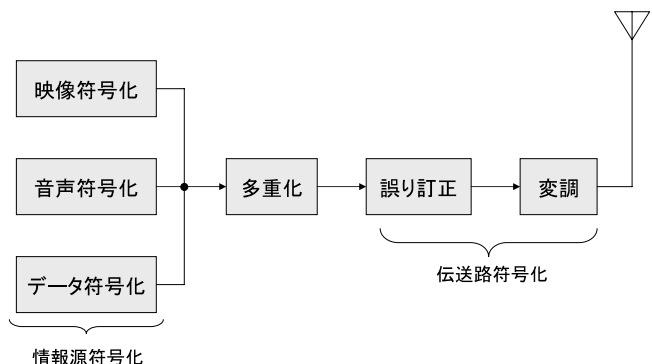 映像符号化
音声符号化
多重化
誤り訂正
変調
データ符号化
伝送路符号化
情報源符号化